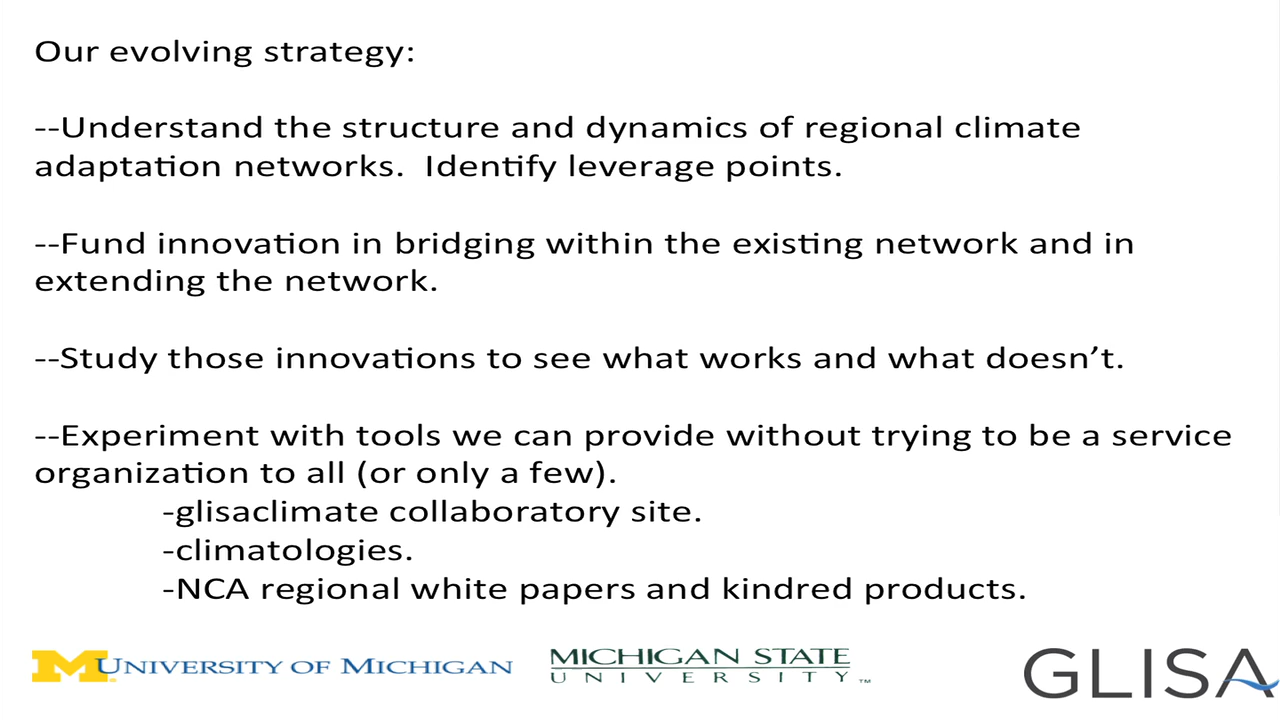 Our evolving strategy:
--Understand the structure and dynamics of regional climate
adaptation networks.  Identify leverage points.
--Fund innovation in bridging within the existing network and in
extending the network.
--Study those innovations to see what works and what doesn’t.
--Experiment with tools we can provide without trying to be a service
organization to all (or only a few).
-glisaclimate collaboratory site.
-climatologies.
-NCA regional white papers and kindred products.
M UNIVERSITY OF MICHIGAN
MICHIGAN STATE
UNIVERSITY™
GLISA